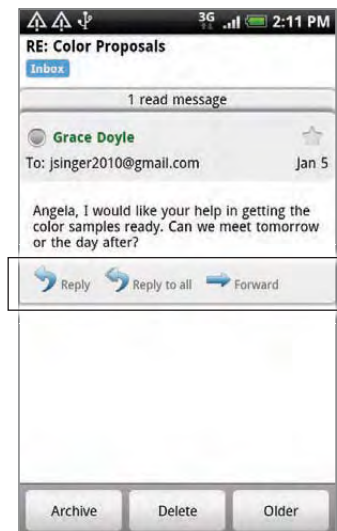 3G 2:11 PM
RE: Color Proposals
Inbox
1 read message
Grace Doyle
To: jsinger2010@gmail.com Jan 5
Angela, I would like your help in getting the
color samples ready. Can we meet tomorrow
or the day after?
Reply Reply to all Forward
Archive Delete Older